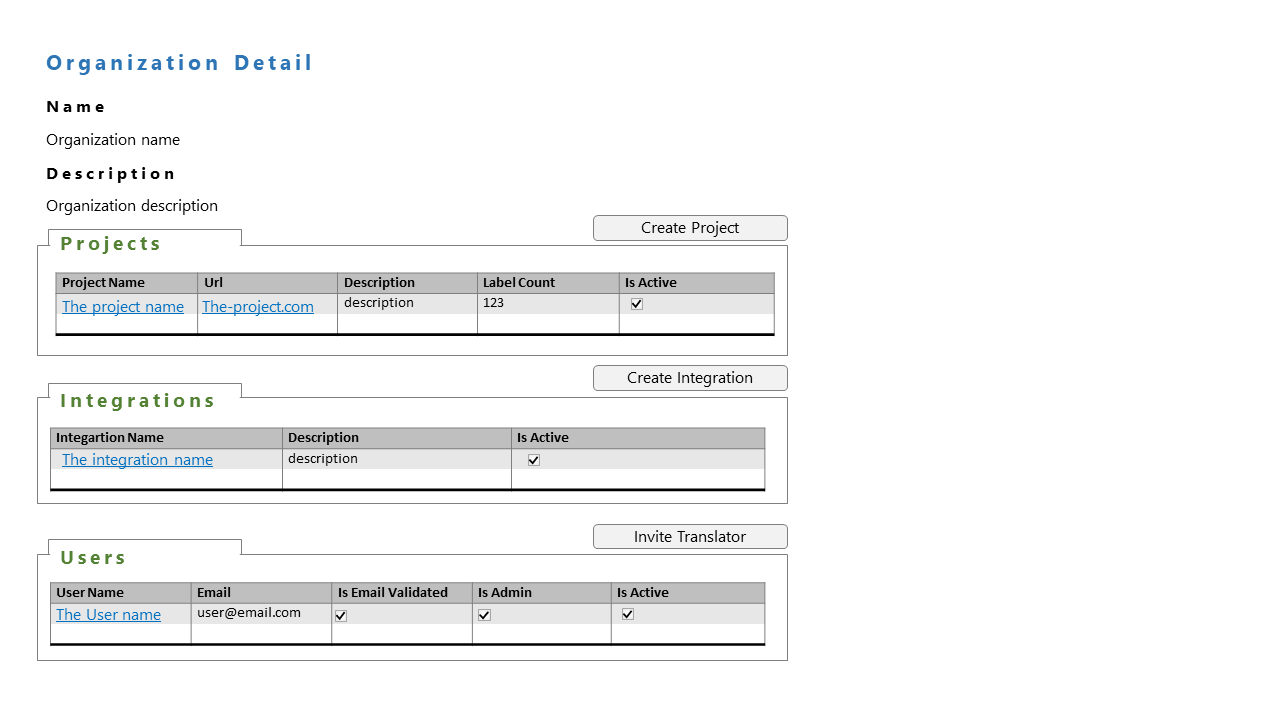 Organization Detail
Name
Organization name
Description
Organization description
Create Project
Projects
Project Name Url Description Label Count Is Active
The project name The-project.com description 123
Create Integration
Integrations
Integartion Name Description Is Active
The integration name description
Invite Translator
Users
User Name Email Is Email Validated Is Admin Is Active
The User name user@email.com